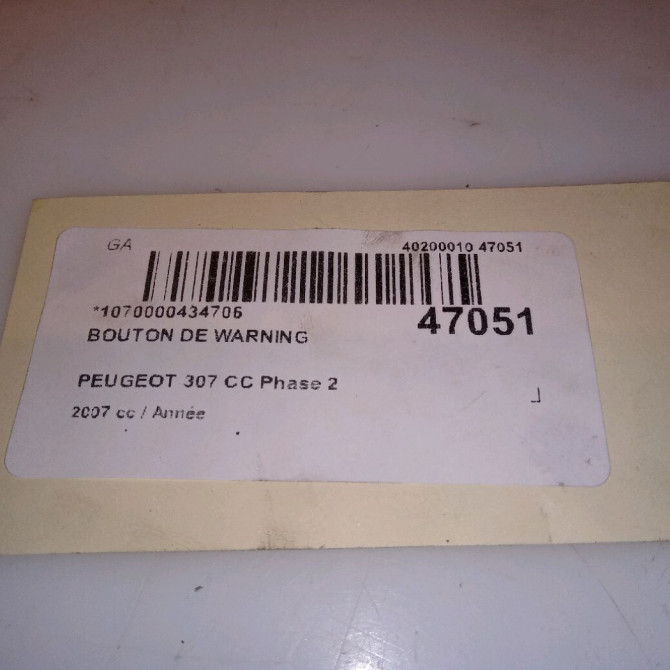 GA 40200010 47051
*1070000434706 47051
BOUTON DE WARNING
PEUGEOT 307 CC Phase 2
2007 cc / Année